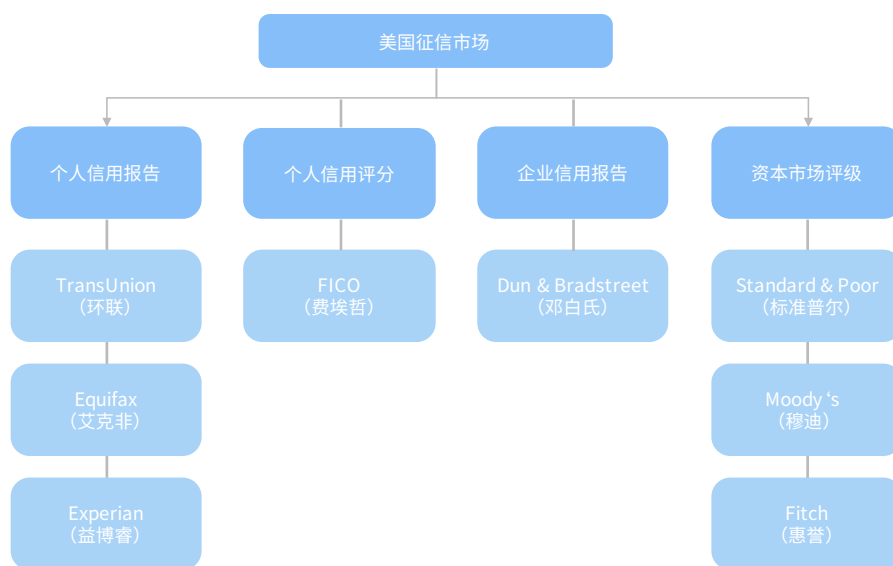 美国征信市场
个人信用报告
个人信用评分
企业信用报告
资本市场评级
TransUnion
（环联）
FICO
（费埃哲）
Dun & Bradstreet
（邓白氏）
Standard & Poor
（标准普尔）
Equifax
（艾克非）
Moody ‘s
（穆迪）
Experian
（益博睿）
Fitch
（惠誉）